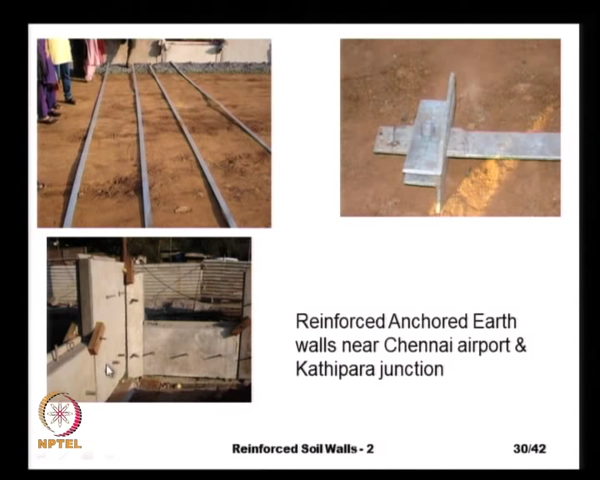 Reinforced Anchored Earth
walls near Chennai airport &
Kathipara junction
NPTEL
Reinforced Soil Walls - 2
30/42